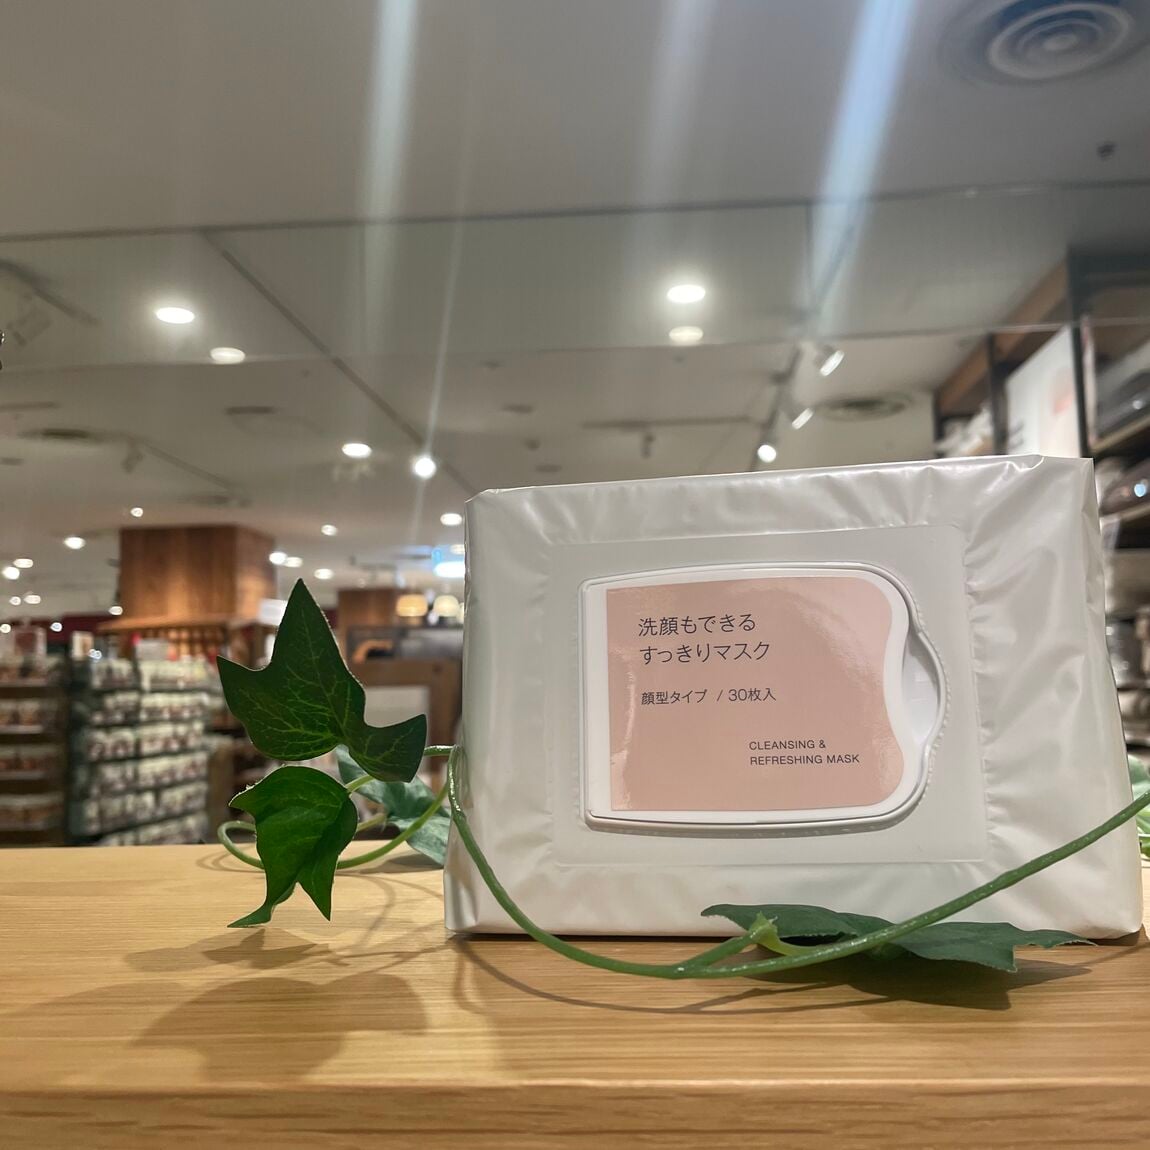 洗顔もできる
すっきりマスク
顔型タイプ / 30枚入
CLEANSING &
REFRESHING MASK